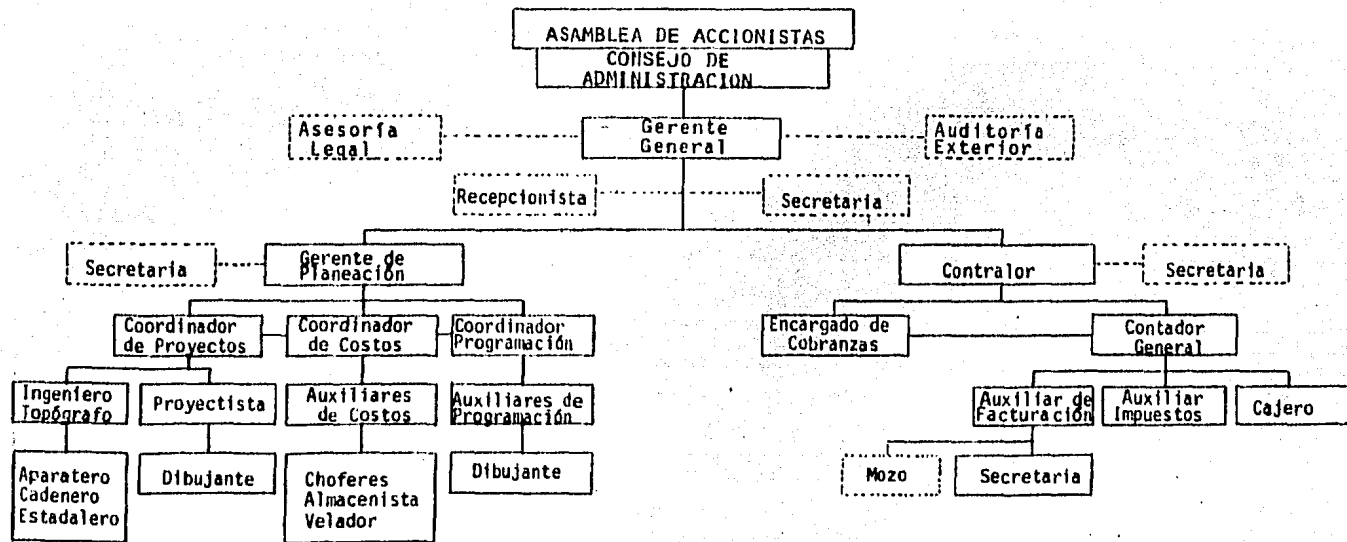 ASAMBLEA DE ACCIONISTAS
CONSEJO DE
ADMINISTRACION
Asesoría
Legal
Gerente
General
Auditoría
Exterior
Recepcionista
Secretaria
Secretaria
Gerente de
Planeación
Contralor
Secretaria
Coordinador
de Proyectos
Coordinador
de Costos
Coordinador
Programación
Encargado de
Cobranzas
Contador
General
Ingeniero
Topógrafo
Proyectista
Auxiliares
de Costos
Auxiliares de
Programación
Auxiliar de
Facturación
Auxiliar
Impuestos
Cajero
Aparatero
Cadenero
Estadalero
Dibujante
Choferes
Almacenista
Velador
Dibujante
Mozo
Secretaria